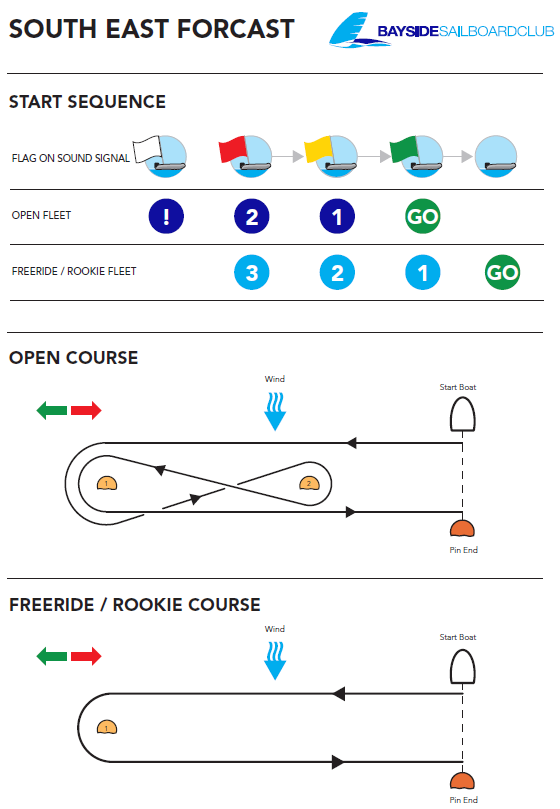 SOUTH EAST FORCAST
BAYSIDESAILBOARDCLUB
START SEQUENCE
FLAG ON SOUND SIGNAL
OPEN FLEET
! 2 1 GO
FREERIDE / ROOKIE FLEET
3 2 1 GO
OPEN COURSE
Wind
Start Boat
1
2
Pin End
FREERIDE / ROOKIE COURSE
Wind
Start Boat
1
Pin End